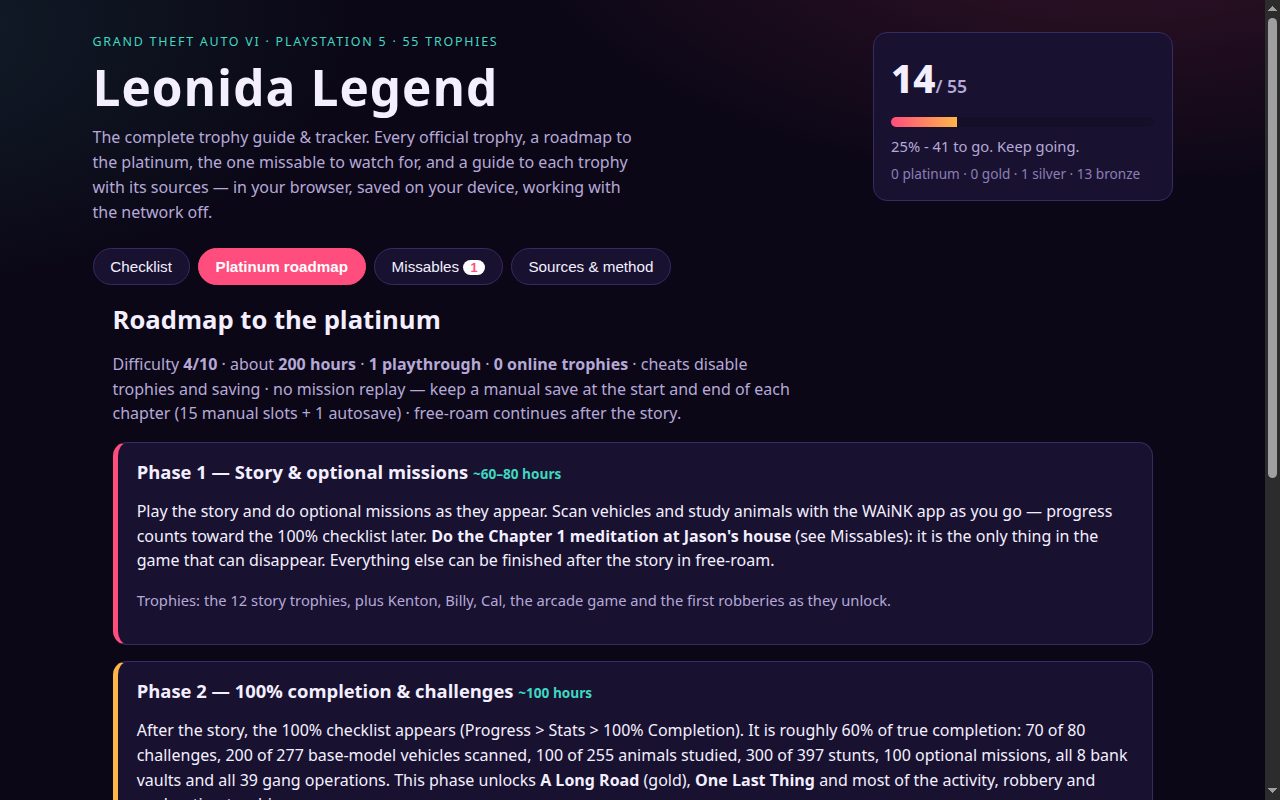 GRAND THEFT AUTO VI · PLAYSTATION 5 · 55 TROPHIES
Leonida Legend
The complete trophy guide & tracker. Every official trophy, a roadmap to
the platinum, the one missable to watch for, and a guide to each trophy
with its sources — in your browser, saved on your device, working with
the network off.
14/ 55
25% - 41 to go. Keep going.
0 platinum · 0 gold · 1 silver · 13 bronze
Checklist
Platinum roadmap
Missables 1
Sources & method
Roadmap to the platinum
Difficulty 4/10 · about 200 hours · 1 playthrough · 0 online trophies · cheats disable
trophies and saving · no mission replay — keep a manual save at the start and end of each
chapter (15 manual slots + 1 autosave) · free-roam continues after the story.
Phase 1 — Story & optional missions ~60–80 hours
Play the story and do optional missions as they appear. Scan vehicles and study animals with the WAiNK app as you go — progress
counts toward the 100% checklist later. Do the Chapter 1 meditation at Jason's house (see Missables): it is the only thing in the
game that can disappear. Everything else can be finished after the story in free-roam.
Trophies: the 12 story trophies, plus Kenton, Billy, Cal, the arcade game and the first robberies as they unlock.
Phase 2 — 100% completion & challenges ~100 hours
After the story, the 100% checklist appears (Progress > Stats > 100% Completion). It is roughly 60% of true completion: 70 of 80
challenges, 200 of 277 base-model vehicles scanned, 100 of 255 animals studied, 300 of 397 stunts, 100 optional missions, all 8 bank
vaults and all 39 gang operations. This phase unlocks A Long Road (gold), One Last Thing and most of the activity, robbery and